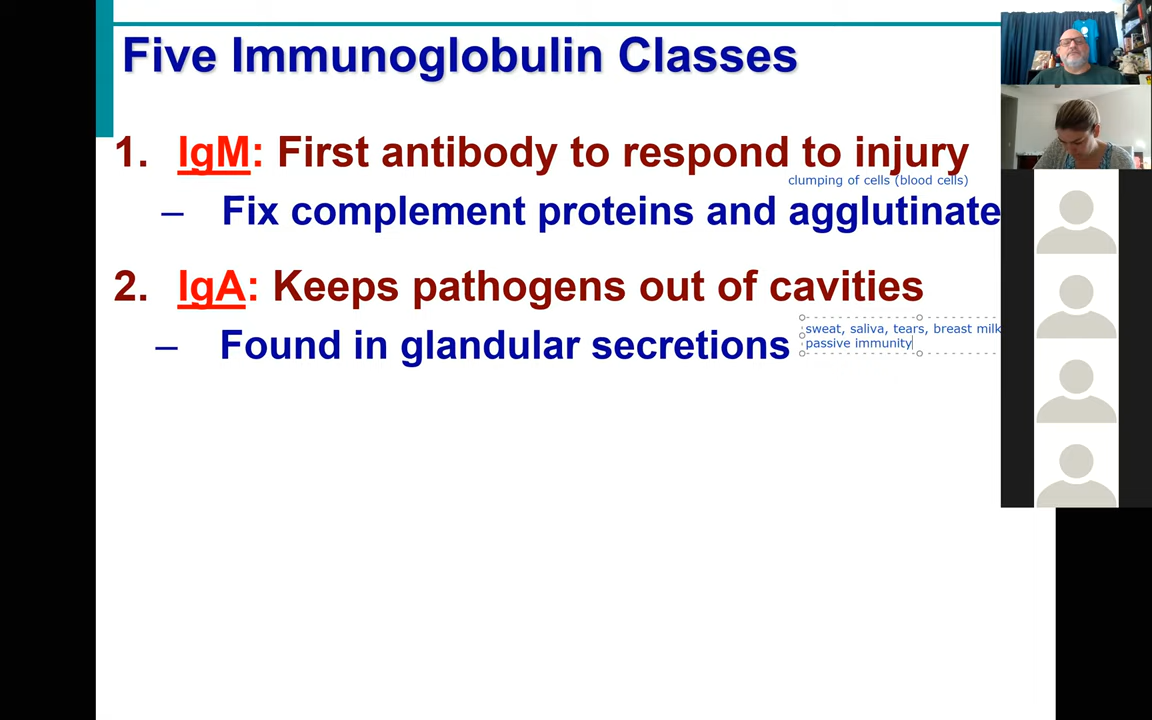 Five Immunoglobulin Classes
1. IgM: First antibody to respond to injury
clumping of cells (blood cells)
– Fix complement proteins and agglutinate
2. IgA: Keeps pathogens out of cavities
– Found in glandular secretions
sweat, saliva, tears, breast milk
passive immunity